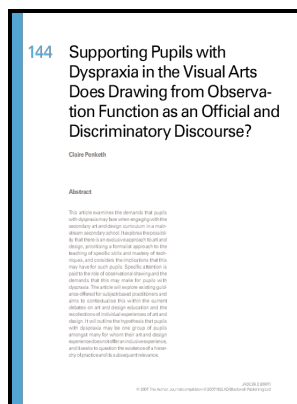 144
Supporting Pupils with
Dyspraxia in the Visual Arts
Does Drawing from Observa-
tion Function as an Official and
Discriminatory Discourse?
Claire Penketh
Abstract
This article examines the demands that pupils
with dyspraxia may face when engaging with the
secondary art and design curriculum in a main-
stream secondary school. It explores the possibili-
ty that there is an exclusive approach to art and
design, prioritising a formalist approach to the
teaching of specific skills and mastery of tech-
niques, and considers the implications that this
may have for such pupils. Specific attention is
paid to the role of observational drawing and the
demands that this may make for pupils with
dyspraxia. The article will explore existing guid-
ance offered for subject-based practitioners and
aims to contextualise this within the current
debates on art and design education and the
recollections of individual experiences of art and
design. It will outline the hypothesis that pupils
with dyspraxia may be one group of pupils
amongst many for whom their art and design
experience does not offer an inclusive experience,
and it seeks to question the existence of a hierar-
chy of practice and its subsequent relevance.